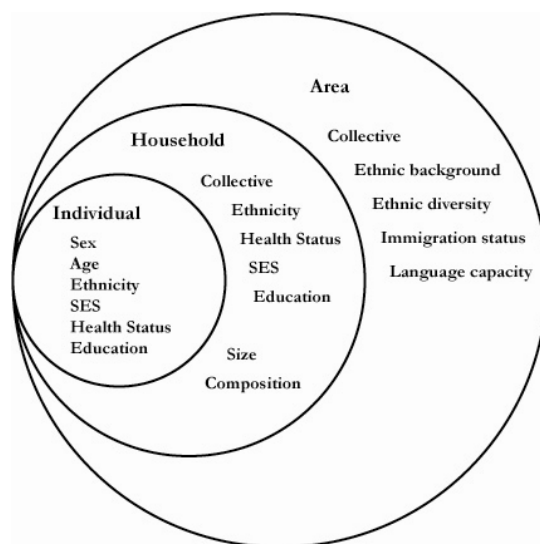 Area
Collective
Ethnic background
Ethnic diversity
Immigration status
Language capacity
Household
Collective
Ethnicity
Health Status
SES
Education
Size
Composition
Individual
Sex
Age
Ethnicity
SES
Health Status
Education